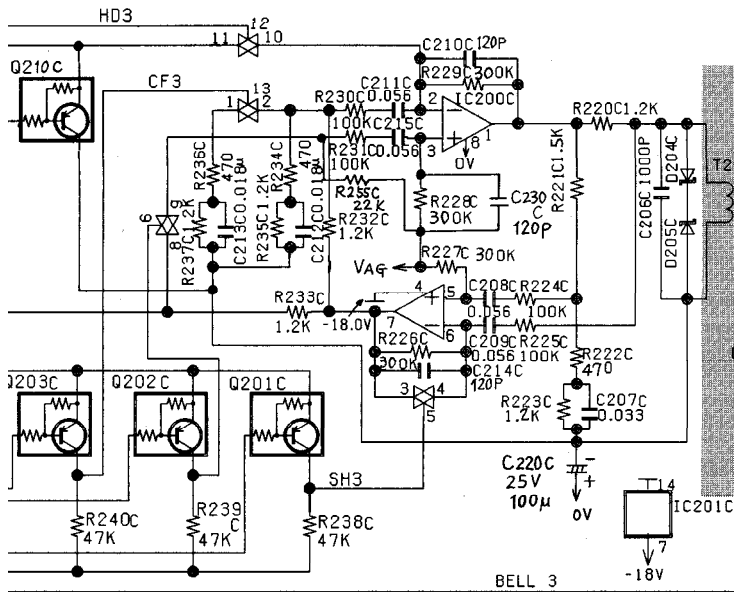 HD3
12
11 10
C210C 120P
Q210C
CF3
13
1 2
C211C
0.056
R229C 300K
R230C
100K
2
IC200C
C215C
0.056
R231C
100K
3
1
8
0V
R220C 1.2K
R221C 1.5K
C206C 1000P
D204C
D205C
T2
R236C
470
R234C
470
R255C
22K
R228C
300K
C230
C
120P
R237C 1.2K
C213C 0.018μ
R235C 1.2K
C212C 0.018μ
R232C
1.2K
6 9
8
R227C 300K
VAG
4
5
C208C
0.056
R224C
100K
R233C
1.2K
-18.0V
7
6
R226C
300K
C209C
0.056
R225C
100K
C214C
120P
R222C
470
3 4
5
R223C
1.2K
C207C
0.033
Q203C
Q202C
Q201C
C220C
25V
100μ
-
+
0V
SH3
14
IC201C
7
-18V
R240C
47K
R239
C
47K
R238C
47K
BELL 3